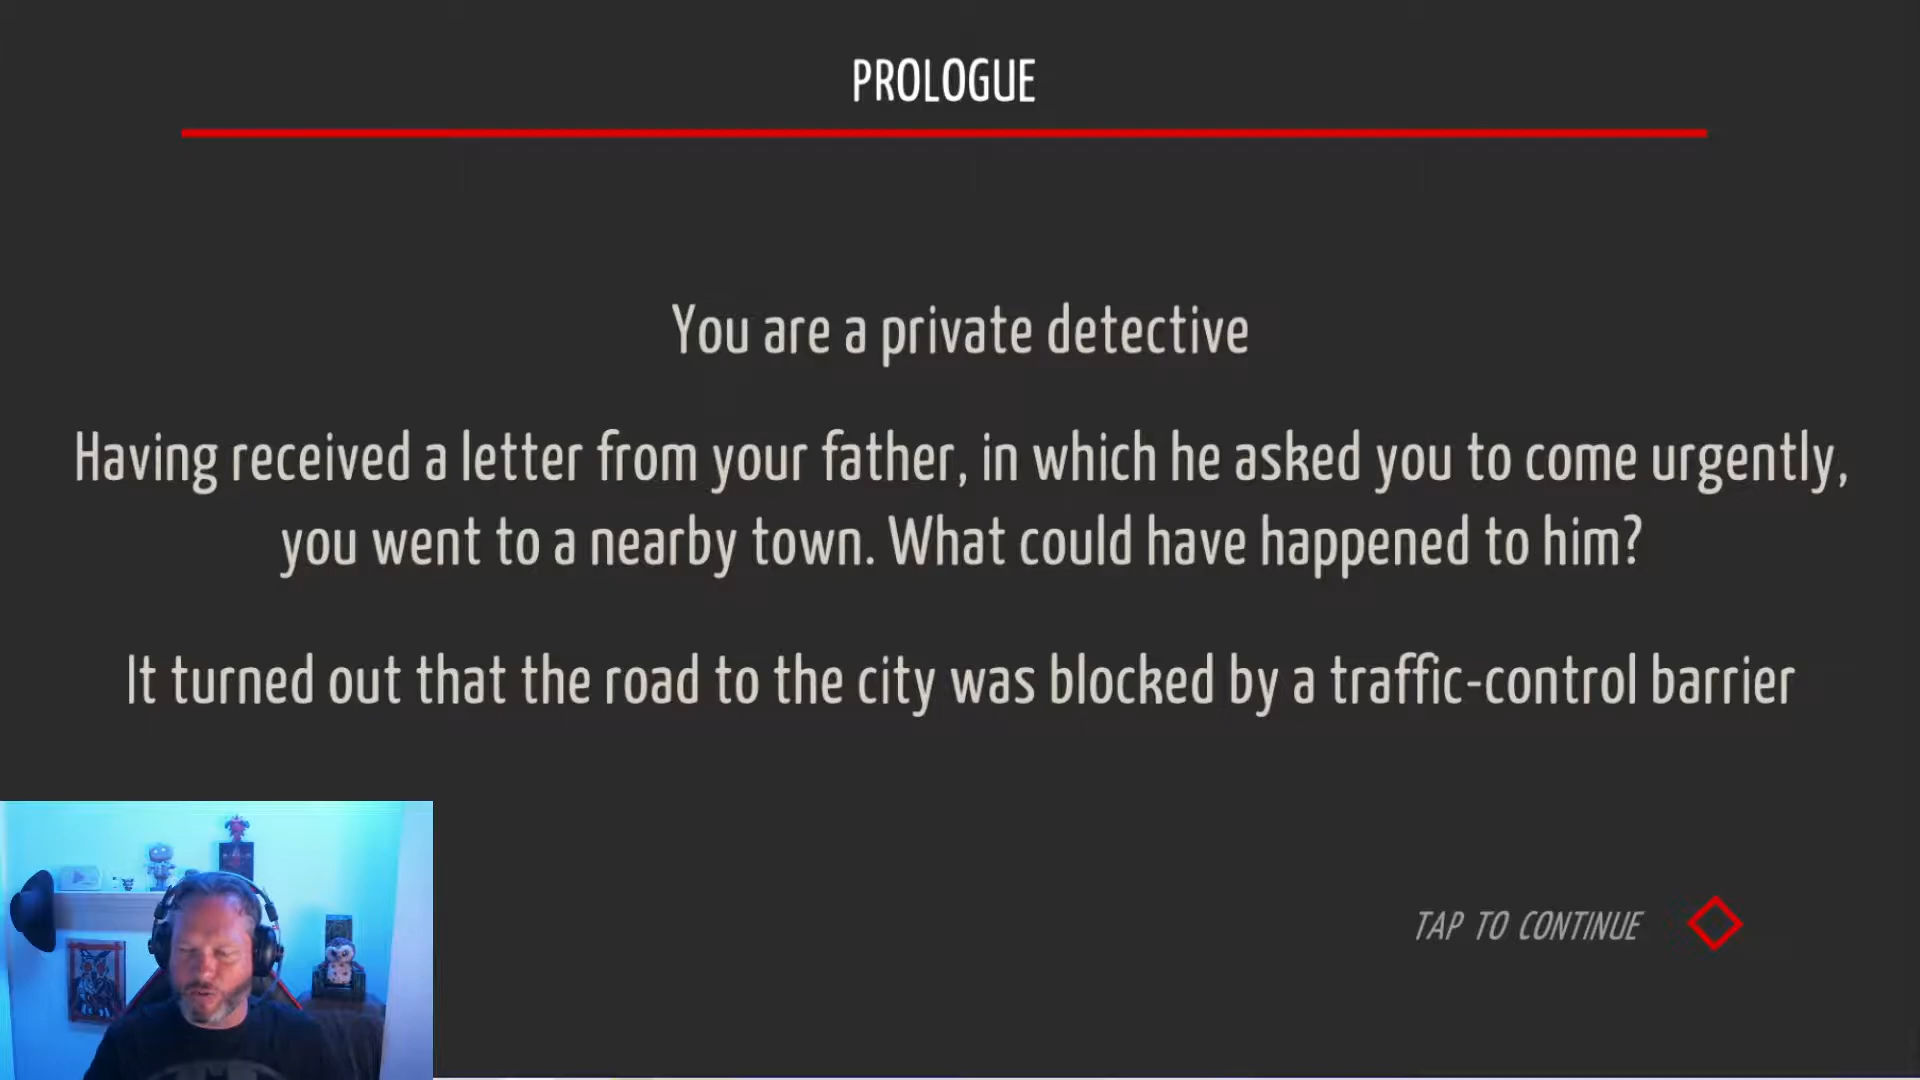 PROLOGUE
You are a private detective
Having received a letter from your father, in which he asked you to come urgently,
you went to a nearby town. What could have happened to him?
It turned out that the road to the city was blocked by a traffic-control barrier
TAP TO CONTINUE